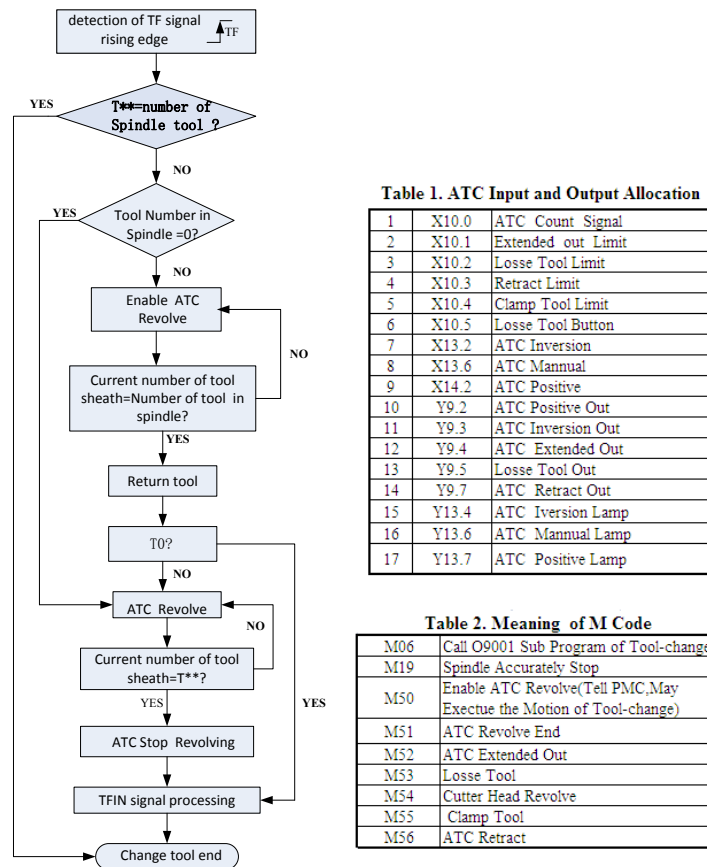 detection of TF signal
rising edge
TF
YES
T**=number of
Spindle tool ?
NO
YES
Tool Number in
Spindle =0?
NO
Enable ATC
Revolve
NO
Current number of tool
sheath=Number of tool in
spindle?
YES
Return tool
T0?
NO
ATC Revolve
NO
Current number of tool
sheath=T**?
YES
YES
ATC Stop Revolving
TFIN signal processing
Change tool end
Table 1. ATC Input and Output Allocation
1 X10.0 ATC Count Signal
2 X10.1 Extended out Limit
3 X10.2 Losse Tool Limit
4 X10.3 Retract Limit
5 X10.4 Clamp Tool Limit
6 X10.5 Losse Tool Button
7 X13.2 ATC Inversion
8 X13.6 ATC Mannual
9 X14.2 ATC Positive
10 Y9.2 ATC Positive Out
11 Y9.3 ATC Inversion Out
12 Y9.4 ATC Extended Out
13 Y9.5 Losse Tool Out
14 Y9.7 ATC Retract Out
15 Y13.4 ATC Iversion Lamp
16 Y13.6 ATC Mannual Lamp
17 Y13.7 ATC Positive Lamp
Table 2. Meaning of M Code
M06 Call O9001 Sub Program of Tool-change
M19 Spindle Accurately Stop
M50 Enable ATC Revolve(Tell PMC,May
Exectue the Motion of Tool-change)
M51 ATC Revolve End
M52 ATC Extended Out
M53 Losse Tool
M54 Cutter Head Revolve
M55 Clamp Tool
M56 ATC Retract